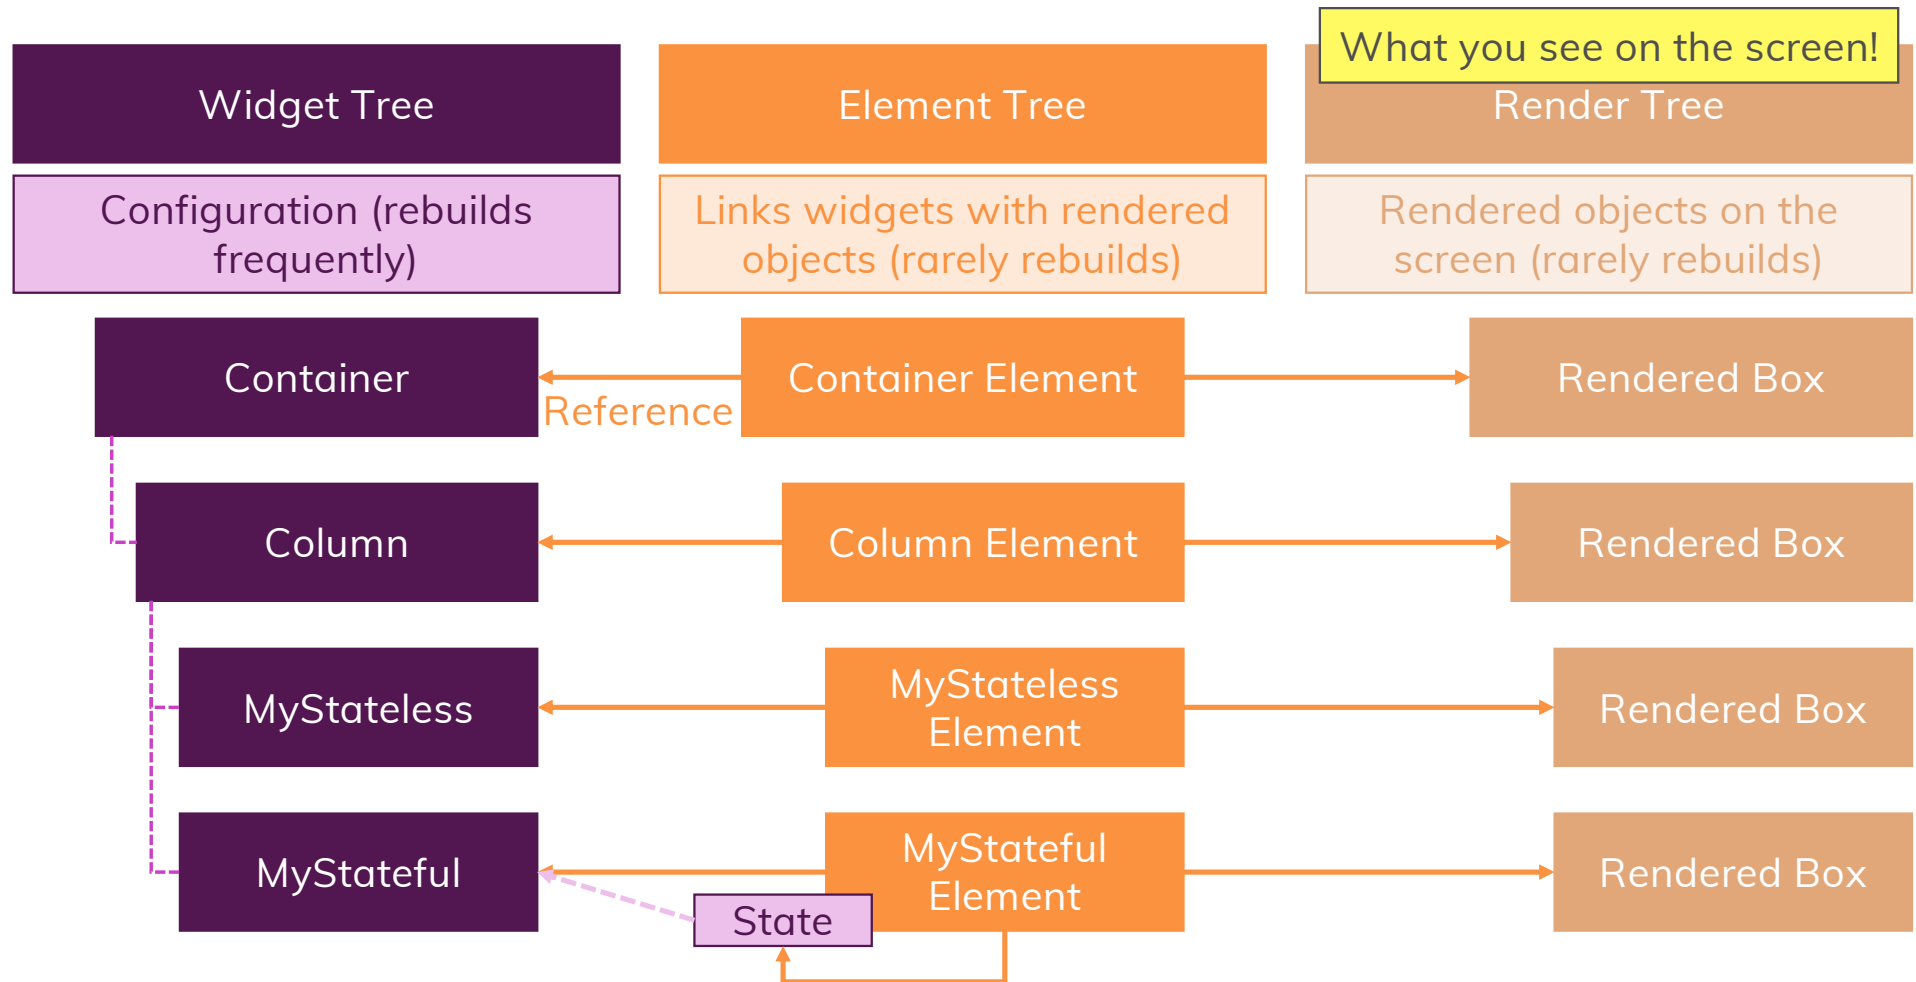 What you see on the screen!
Widget Tree
Element Tree
Render Tree
Configuration (rebuilds
frequently)
Links widgets with rendered
objects (rarely rebuilds)
Rendered objects on the
screen (rarely rebuilds)
Container
Reference
Container Element
Rendered Box
Column
Column Element
Rendered Box
MyStateless
MyStateless
Element
Rendered Box
MyStateful
MyStateful
Element
State
Rendered Box